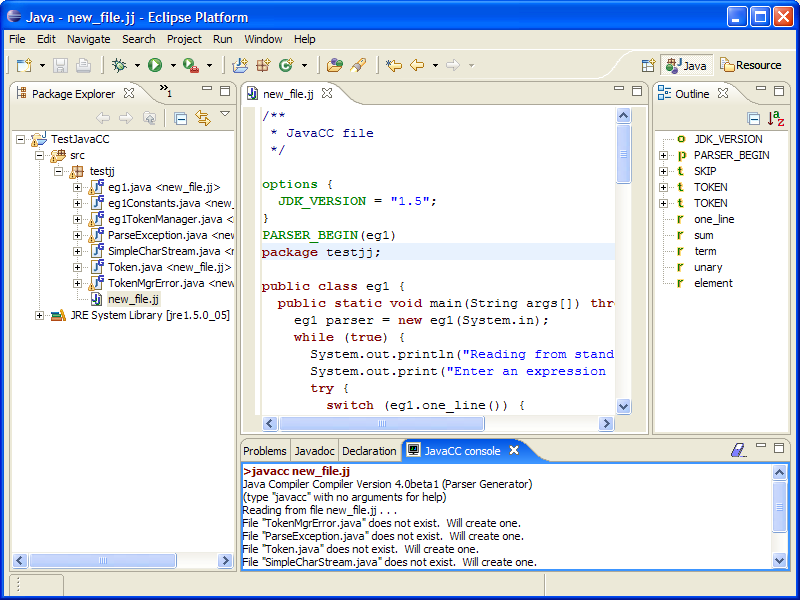 Java - new_file.jj - Eclipse Platform
File Edit Navigate Search Project Run Window Help
Java Resource
Package Explorer
»1
TestJavaCC
src
testjj
eg1.java <new_file.jj>
eg1Constants.java <new_
eg1TokenManager.java <
ParseException.java <new
SimpleCharStream.java <
Token.java <new_file.jj>
TokenMgrError.java <new
new_file.jj
JRE System Library [jre1.5.0_05]
new_file.jj
/**
* JavaCC file
*/
options {
JDK_VERSION = "1.5";
}
PARSER_BEGIN(eg1)
package testjj;
public class eg1 {
public static void main(String args[]) thro
eg1 parser = new eg1(System.in);
while (true) {
System.out.println("Reading from stand
System.out.print("Enter an expression
try {
switch (eg1.one_line()) {
Outline
JDK_VERSION
PARSER_BEGIN
SKIP
TOKEN
TOKEN
one_line
sum
term
unary
element
Problems Javadoc Declaration JavaCC console
>javacc new_file.jj
Java Compiler Compiler Version 4.0beta1 (Parser Generator)
(type "javacc" with no arguments for help)
Reading from file new_file.jj . . .
File "TokenMgrError.java" does not exist.  Will create one.
File "ParseException.java" does not exist.  Will create one.
File "Token.java" does not exist.  Will create one.
File "SimpleCharStream.java" does not exist.  Will create one.